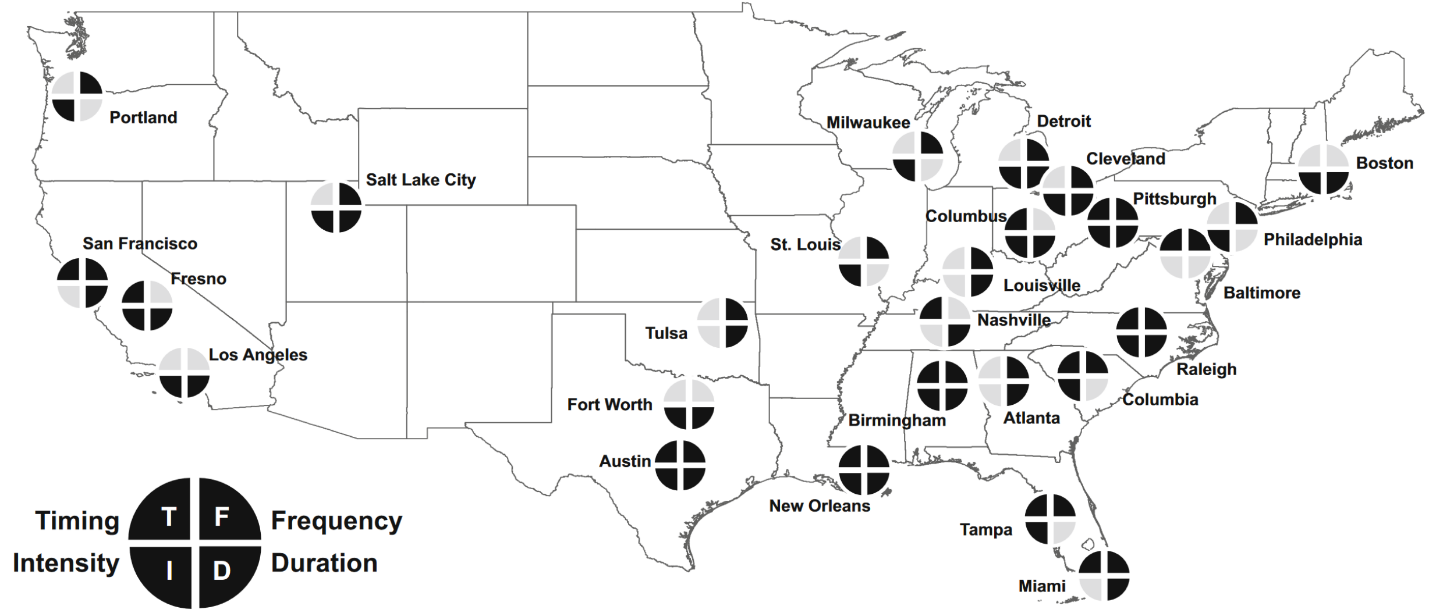 Milwaukee
Detroit
Portland
Cleveland
Boston
Salt Lake City
Pittsburgh
Columbus
San Francisco
St. Louis
Philadelphia
Fresno
Louisville
Baltimore
Nashville
Tulsa
Los Angeles
Raleigh
Fort Worth
Columbia
Birmingham
Atlanta
Austin
New Orleans
Timing T F Frequency
Tampa
Intensity I D Duration
Miami